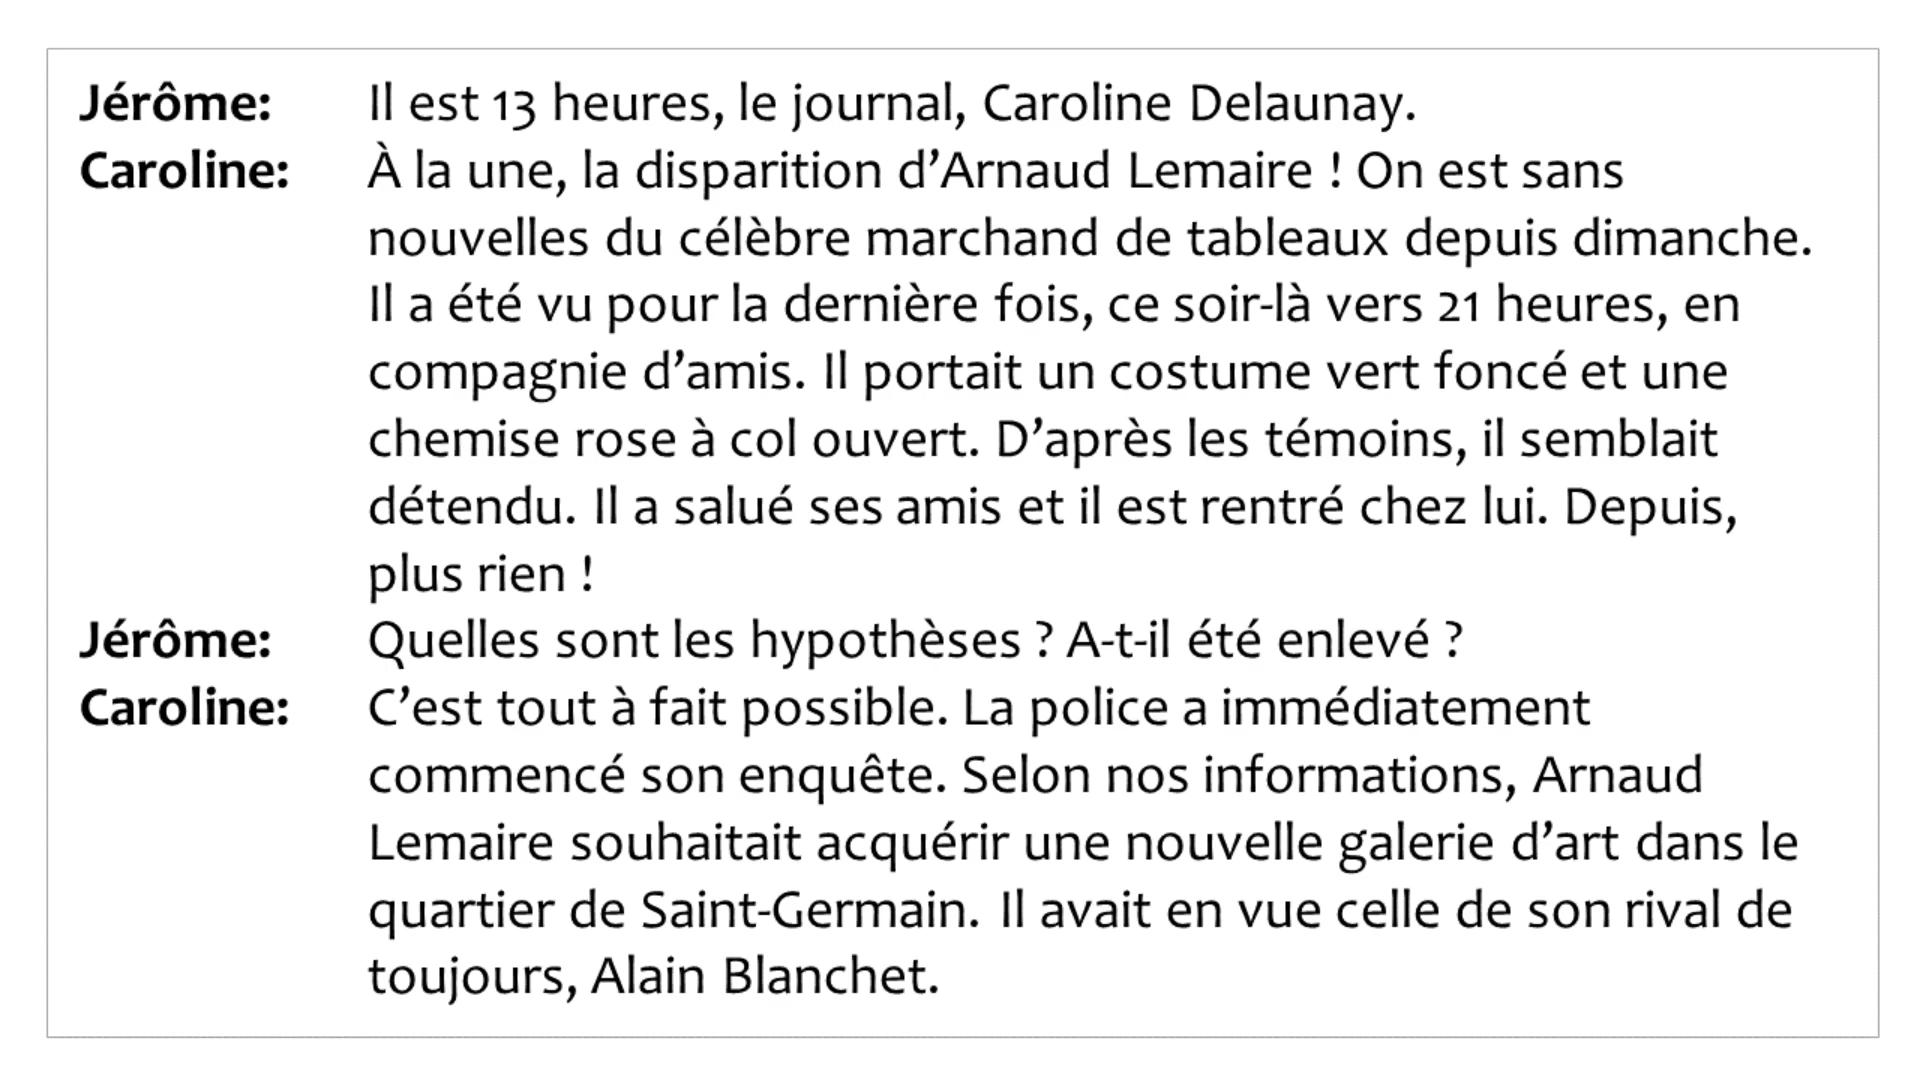 Jérôme: Il est 13 heures, le journal, Caroline Delaunay.
Caroline: À la une, la disparition d’Arnaud Lemaire ! On est sans
nouvelles du célèbre marchand de tableaux depuis dimanche.
Il a été vu pour la dernière fois, ce soir-là vers 21 heures, en
compagnie d’amis. Il portait un costume vert foncé et une
chemise rose à col ouvert. D’après les témoins, il semblait
détendu. Il a salué ses amis et il est rentré chez lui. Depuis,
plus rien !
Jérôme: Quelles sont les hypothèses ? A-t-il été enlevé ?
Caroline: C’est tout à fait possible. La police a immédiatement
commencé son enquête. Selon nos informations, Arnaud
Lemaire souhaitait acquérir une nouvelle galerie d’art dans le
quartier de Saint-Germain. Il avait en vue celle de son rival de
toujours, Alain Blanchet.